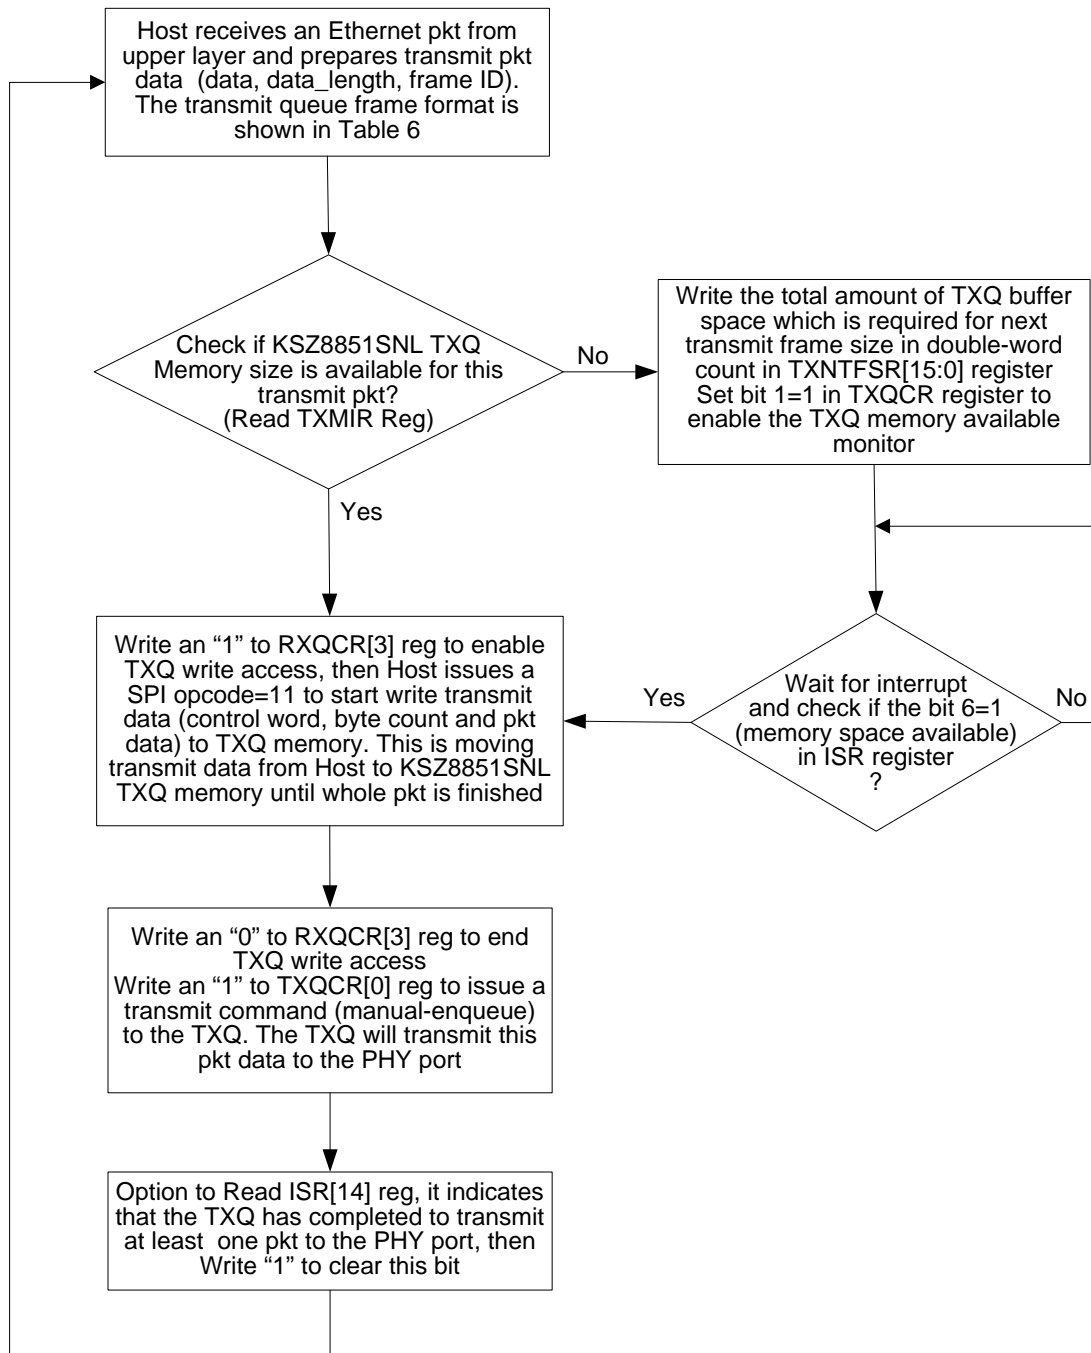 Host receives an Ethernet pkt from
upper layer and prepares transmit pkt
data (data, data_length, frame ID).
The transmit queue frame format is
shown in Table 6
Check if KSZ8851SNL TXQ
Memory size is available for this
transmit pkt?
(Read TXMIR Reg)
No
Write the total amount of TXQ buffer
space which is required for next
transmit frame size in double-word
count in TXNTFSR[15:0] register
Set bit 1=1 in TXQCR register to
enable the TXQ memory available
monitor
Yes
Write an “1” to RXQCR[3] reg to enable
TXQ write access, then Host issues a
SPI opcode=11 to start write transmit
data (control word, byte count and pkt
data) to TXQ memory. This is moving
transmit data from Host to KSZ8851SNL
TXQ memory until whole pkt is finished
Yes
Wait for interrupt
and check if the bit 6=1
(memory space available)
in ISR register
?
No
Write an “0” to RXQCR[3] reg to end
TXQ write access
Write an “1” to TXQCR[0] reg to issue a
transmit command (manual-enqueue)
to the TXQ. The TXQ will transmit this
pkt data to the PHY port
Option to Read ISR[14] reg, it indicates
that the TXQ has completed to transmit
at least one pkt to the PHY port, then
Write “1” to clear this bit